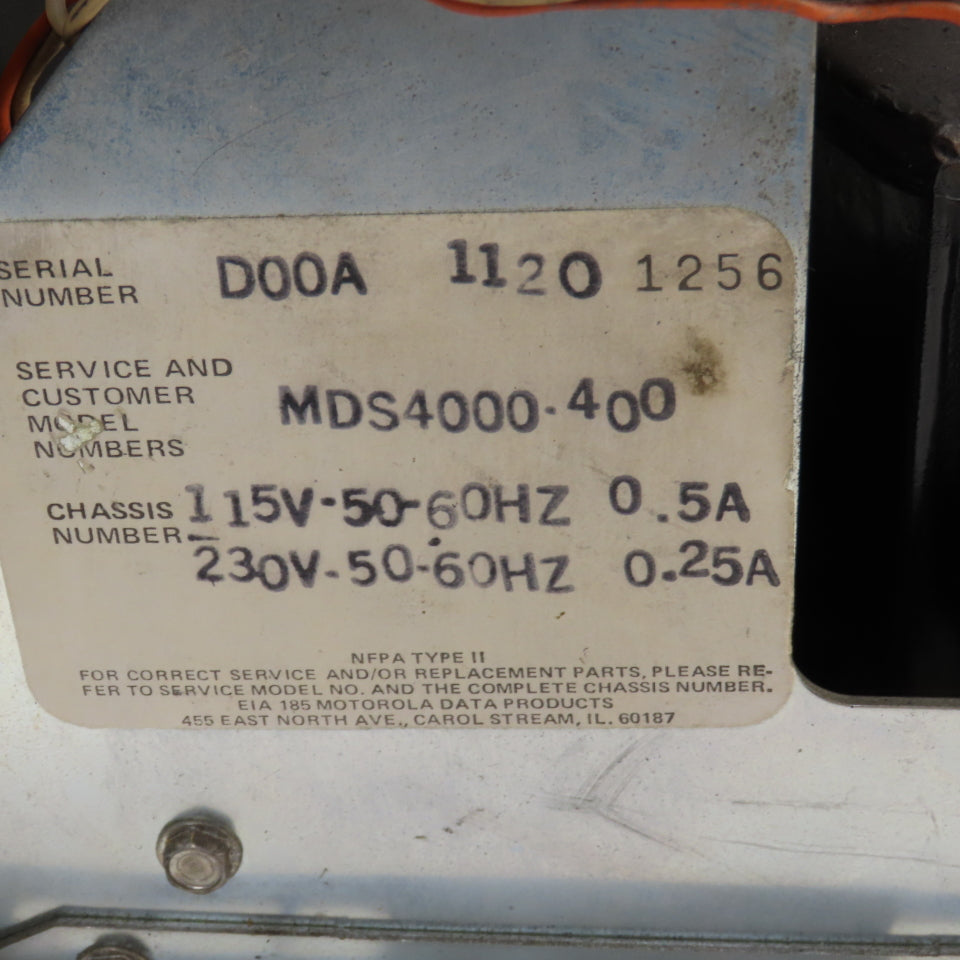 SERIAL NUMBER D00A 1120 1256
SERVICE AND
CUSTOMER
MODEL
NUMBERS
MDS4000-400
CHASSIS
NUMBER
115V-50-60HZ 0.5A
230V-50-60HZ 0.25A
NFPA TYPE II
FOR CORRECT SERVICE AND/OR REPLACEMENT PARTS, PLEASE RE-
FER TO SERVICE MODEL NO. AND THE COMPLETE CHASSIS NUMBER.
EIA 185 MOTOROLA DATA PRODUCTS
455 EAST NORTH AVE., CAROL STREAM, IL. 60187